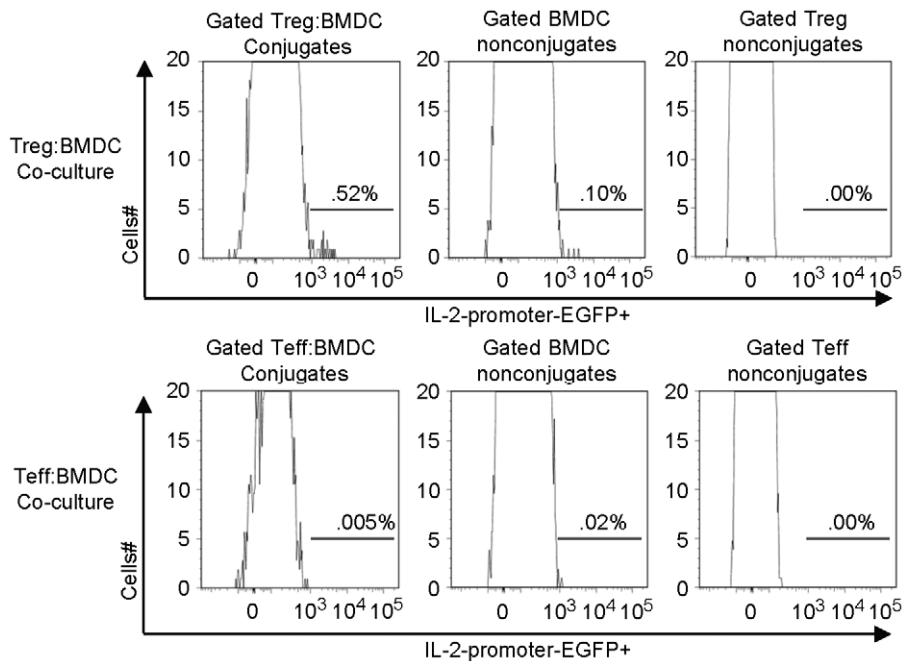 Gated Treg:BMDC
Conjugates
Gated BMDC
nonconjugates
Gated Treg
nonconjugates
Treg:BMDC
Co-culture
Cells#
20
15
10
5
0
.52%
0 10³ 10⁴ 10⁵
20
15
10
5
0
.10%
0 10³ 10⁴ 10⁵
20
15
10
5
0
.00%
0 10³ 10⁴ 10⁵
IL-2-promoter-EGFP+
Gated Teff:BMDC
Conjugates
Gated BMDC
nonconjugates
Gated Teff
nonconjugates
Teff:BMDC
Co-culture
Cells#
20
15
10
5
0
.005%
0 10³ 10⁴ 10⁵
20
15
10
5
0
.02%
0 10³ 10⁴ 10⁵
20
15
10
5
0
.00%
0 10³ 10⁴ 10⁵
IL-2-promoter-EGFP+